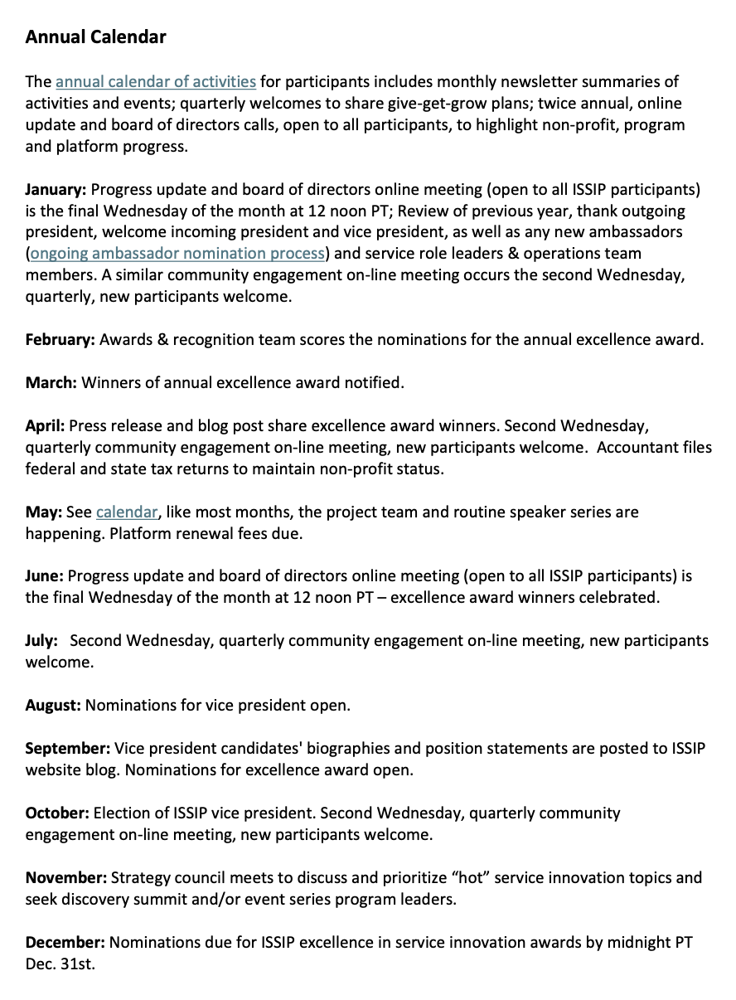 Annual Calendar
The annual calendar of activities for participants includes monthly newsletter summaries of
activities and events; quarterly welcomes to share give-get-grow plans; twice annual, online
update and board of directors calls, open to all participants, to highlight non-profit, program
and platform progress.
January: Progress update and board of directors online meeting (open to all ISSIP participants)
is the final Wednesday of the month at 12 noon PT; Review of previous year, thank outgoing
president, welcome incoming president and vice president, as well as any new ambassadors
(ongoing ambassador nomination process) and service role leaders & operations team
members. A similar community engagement on-line meeting occurs the second Wednesday,
quarterly, new participants welcome.
February: Awards & recognition team scores the nominations for the annual excellence award.
March: Winners of annual excellence award notified.
April: Press release and blog post share excellence award winners. Second Wednesday,
quarterly community engagement on-line meeting, new participants welcome.  Accountant files
federal and state tax returns to maintain non-profit status.
May: See calendar, like most months, the project team and routine speaker series are
happening. Platform renewal fees due.
June: Progress update and board of directors online meeting (open to all ISSIP participants) is
the final Wednesday of the month at 12 noon PT – excellence award winners celebrated.
July:   Second Wednesday, quarterly community engagement on-line meeting, new participants
welcome.
August: Nominations for vice president open.
September: Vice president candidates' biographies and position statements are posted to ISSIP
website blog. Nominations for excellence award open.
October: Election of ISSIP vice president. Second Wednesday, quarterly community
engagement on-line meeting, new participants welcome.
November: Strategy council meets to discuss and prioritize “hot” service innovation topics and
seek discovery summit and/or event series program leaders.
December: Nominations due for ISSIP excellence in service innovation awards by midnight PT
Dec. 31st.